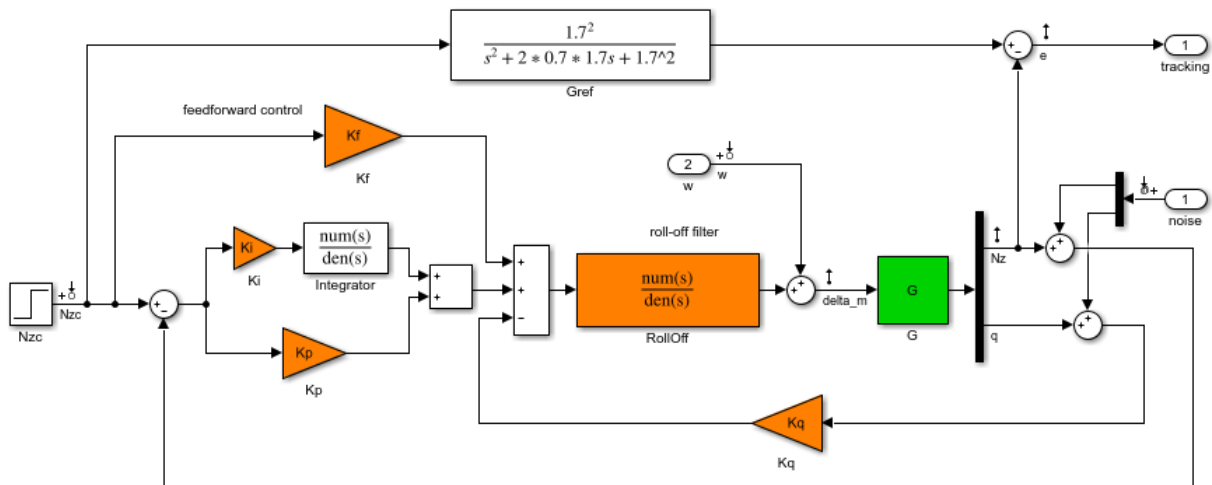 1.7²
s² + 2 * 0.7 * 1.7s + 1.7^2
Gref
+
−
e
1
tracking
feedforward control
Kf
Kf
2
w
+
w
+
noise
1
roll-off filter
Ki
Ki
num(s)
den(s)
Integrator
+
+
+
+
−
num(s)
den(s)
RollOff
+
+
delta_m
G
G
Nz
+
+
q
+
+
Nzc
+
Nzc
+
−
Kp
Kp
Kq
Kq